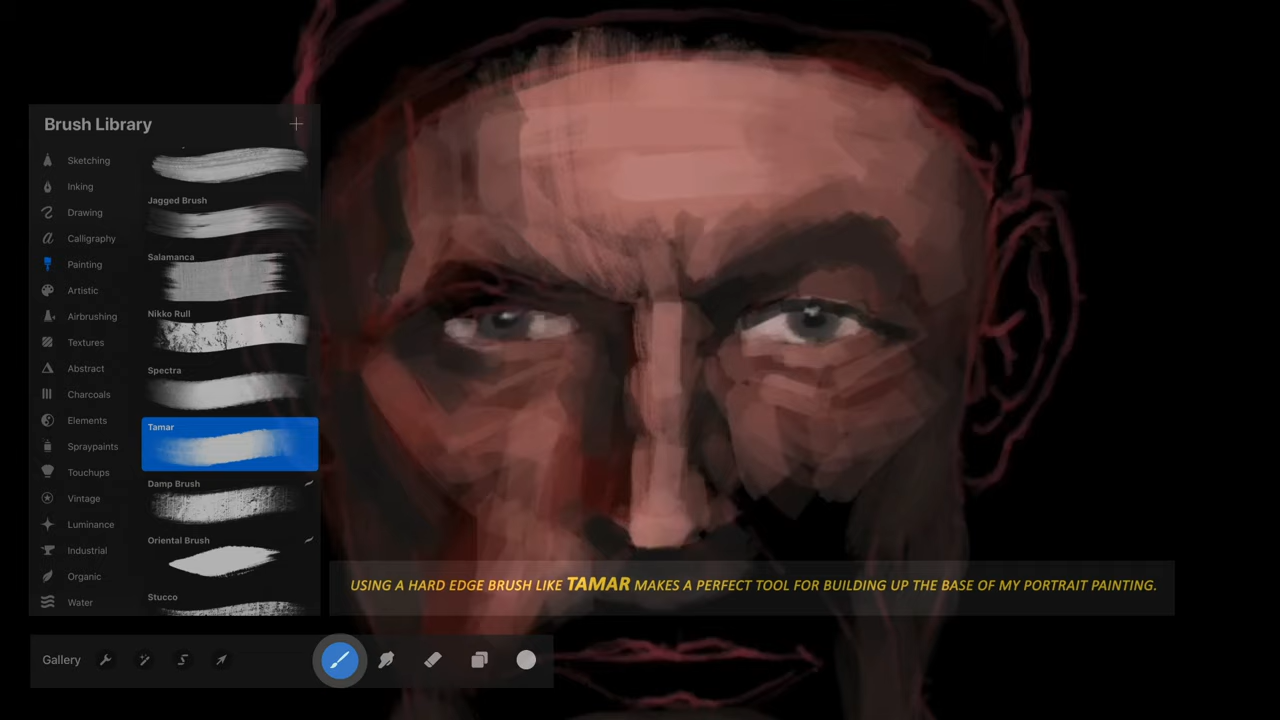 Brush Library
Sketching
Inking
Drawing
Calligraphy
Painting
Artistic
Airbrushing
Textures
Abstract
Charcoals
Elements
Spraypaints
Touchups
Vintage
Luminance
Industrial
Organic
Water
Jagged Brush
Salamanca
Nikko Rull
Spectra
Tamar
Damp Brush
Oriental Brush
Stucco
USING A HARD EDGE BRUSH LIKE TAMAR MAKES A PERFECT TOOL FOR BUILDING UP THE BASE OF MY PORTRAIT PAINTING.
Gallery